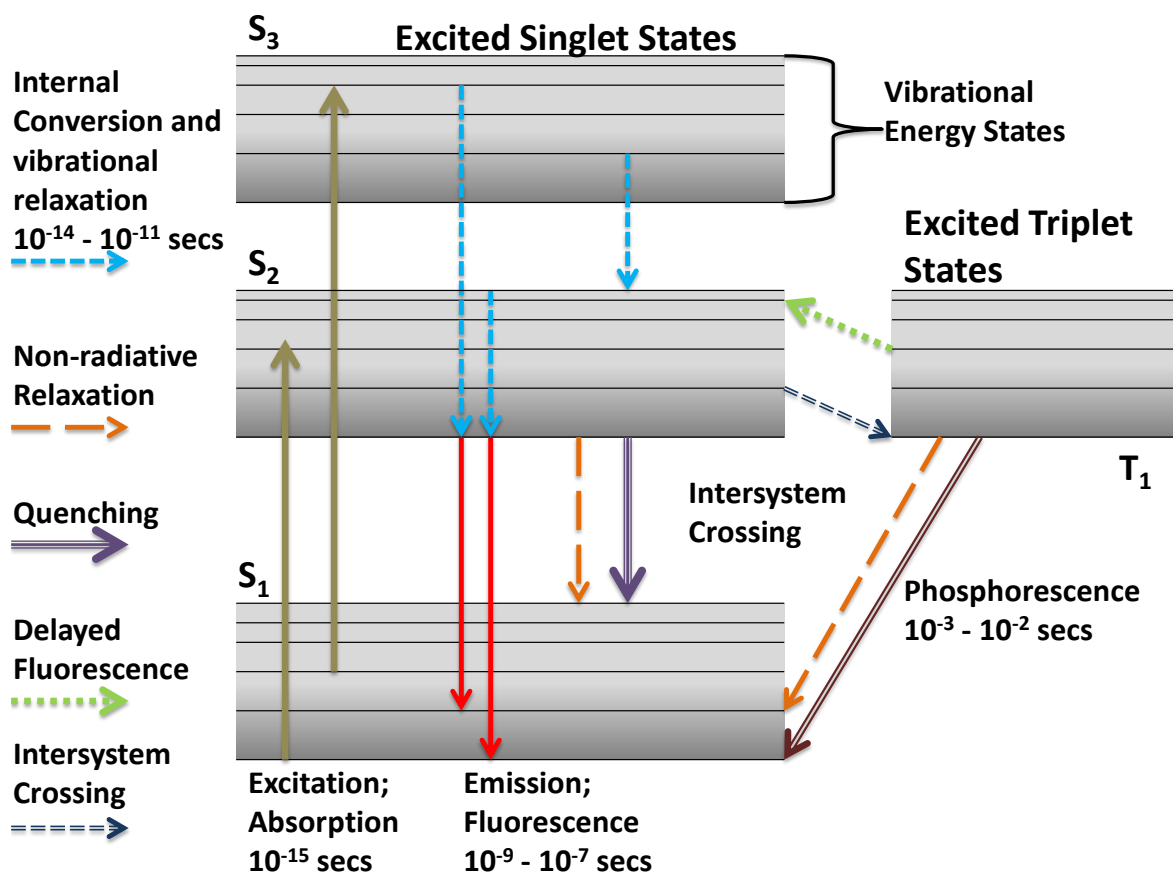 S₃
Excited Singlet States
Internal
Conversion and
vibrational
relaxation
10⁻¹⁴ - 10⁻¹¹ secs
Vibrational
Energy States
S₂
Excited Triplet
States
Non-radiative
Relaxation
T₁
Quenching
Intersystem
Crossing
S₁
Phosphorescence
10⁻³ - 10⁻² secs
Delayed
Fluorescence
Intersystem
Crossing
Excitation;
Absorption
10⁻¹⁵ secs
Emission;
Fluorescence
10⁻⁹ - 10⁻⁷ secs